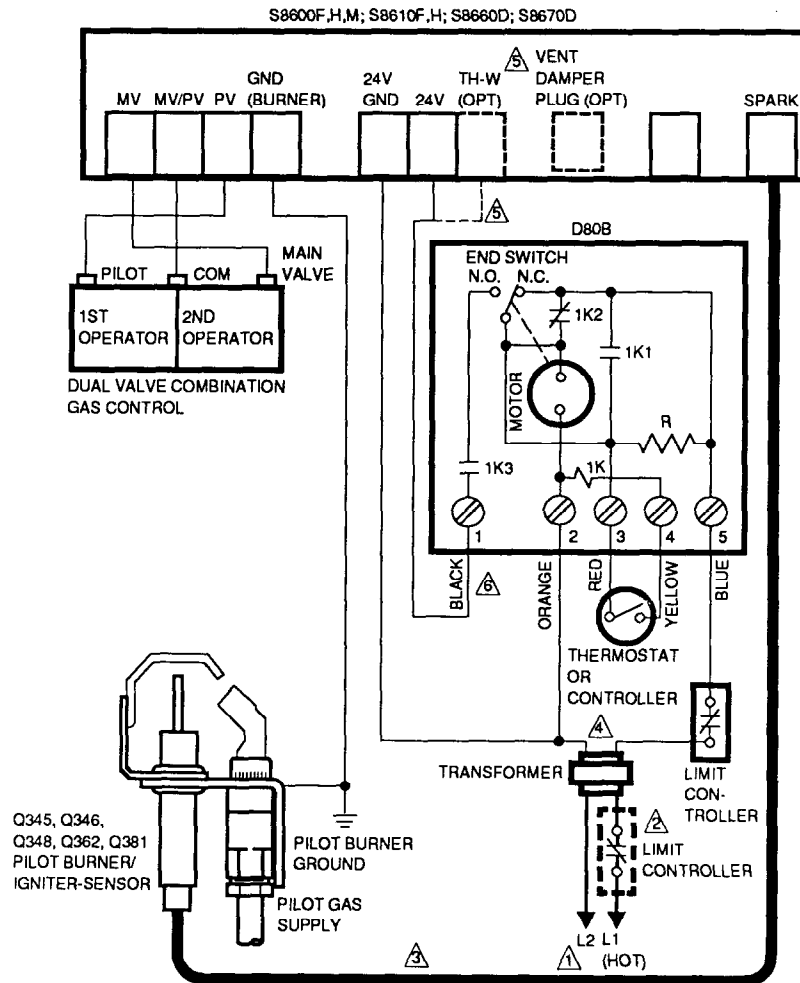 S8600F,H,M; S8610F,H; S8660D; S8670D
5
VENT
DAMPER
PLUG (OPT)
MV
MV/PV
PV
GND
(BURNER)
24V
GND
24V
TH-W
(OPT)
SPARK
5
D80B
PILOT
COM
MAIN
VALVE
1ST
OPERATOR
2ND
OPERATOR
DUAL VALVE COMBINATION
GAS CONTROL
END SWITCH
N.O.
N.C.
1K2
1K1
MOTOR
R
1K3
1K
1
2
3
4
5
BLACK
6
ORANGE
RED
YELLOW
BLUE
THERMOSTAT
OR
CONTROLLER
4
TRANSFORMER
LIMIT
CON-
TROLLER
2
LIMIT
CONTROLLER
Q345, Q346,
Q348, Q362, Q381
PILOT BURNER/
IGNITER-SENSOR
PILOT BURNER
GROUND
PILOT GAS
SUPPLY
3
1
L2
L1
(HOT)